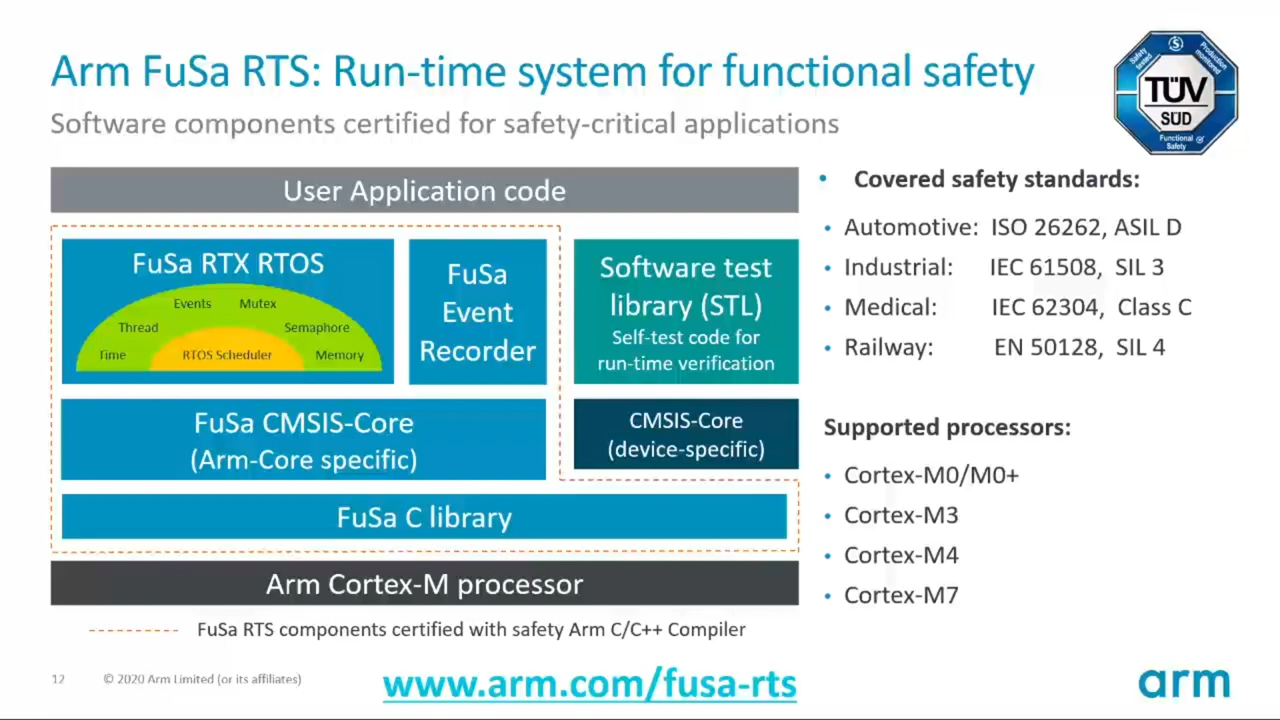 Arm FuSa RTS: Run-time system for functional safety
Software components certified for safety-critical applications
Safety tested
Production monitored
TÜV
SÜD
Functional
Safety
User Application code
FuSa RTX RTOS
Events Mutex
Thread Semaphore
Time RTOS Scheduler Memory
FuSa
Event
Recorder
Software test
library (STL)
Self-test code for
run-time verification
FuSa CMSIS-Core
(Arm-Core specific)
CMSIS-Core
(device-specific)
FuSa C library
Arm Cortex-M processor
FuSa RTS components certified with safety Arm C/C++ Compiler
• Covered safety standards:
• Automotive: ISO 26262, ASIL D
• Industrial: IEC 61508, SIL 3
• Medical: IEC 62304, Class C
• Railway: EN 50128, SIL 4
Supported processors:
• Cortex-M0/M0+
• Cortex-M3
• Cortex-M4
• Cortex-M7
12 © 2020 Arm Limited (or its affiliates)
www.arm.com/fusa-rts
arm